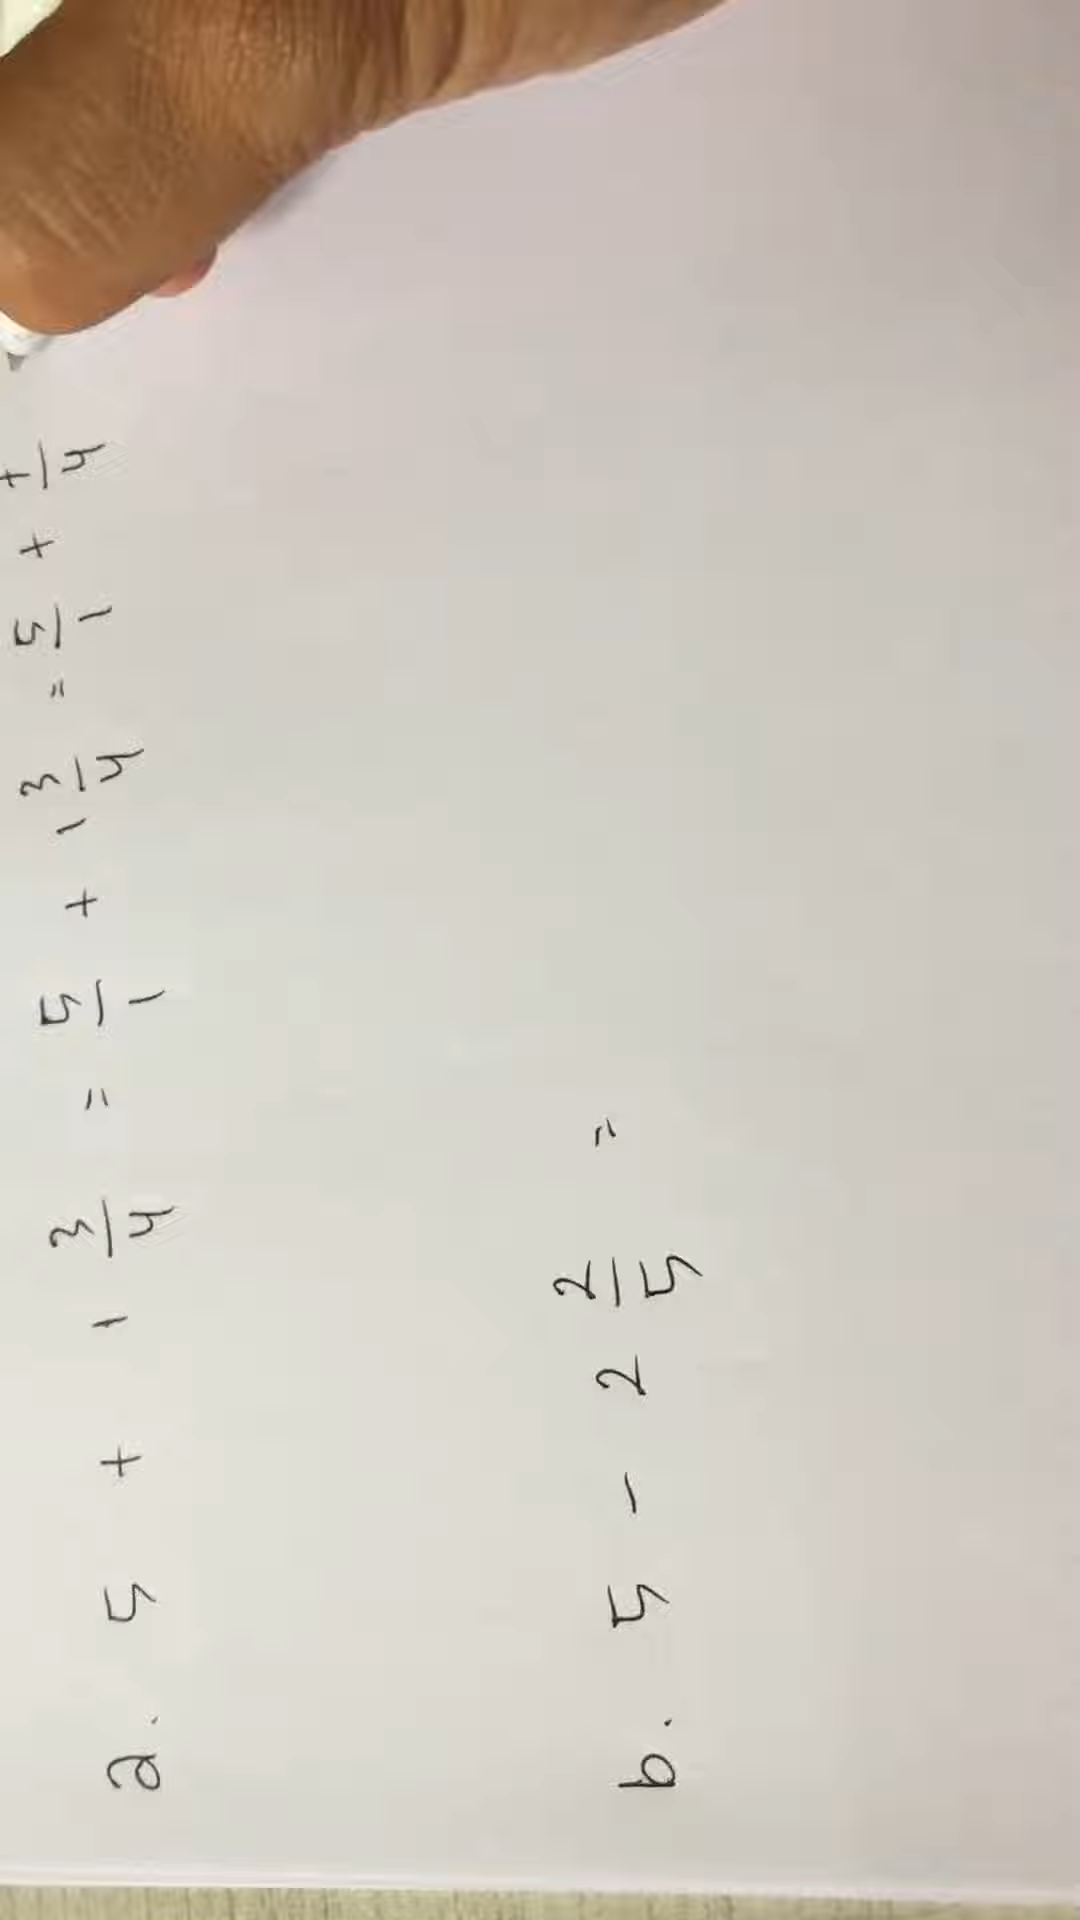 a. 5 + 1 3/4 = 5/1 + 1 3/4 = 5/1 + 7/4
b. 5 - 2 2/5 =